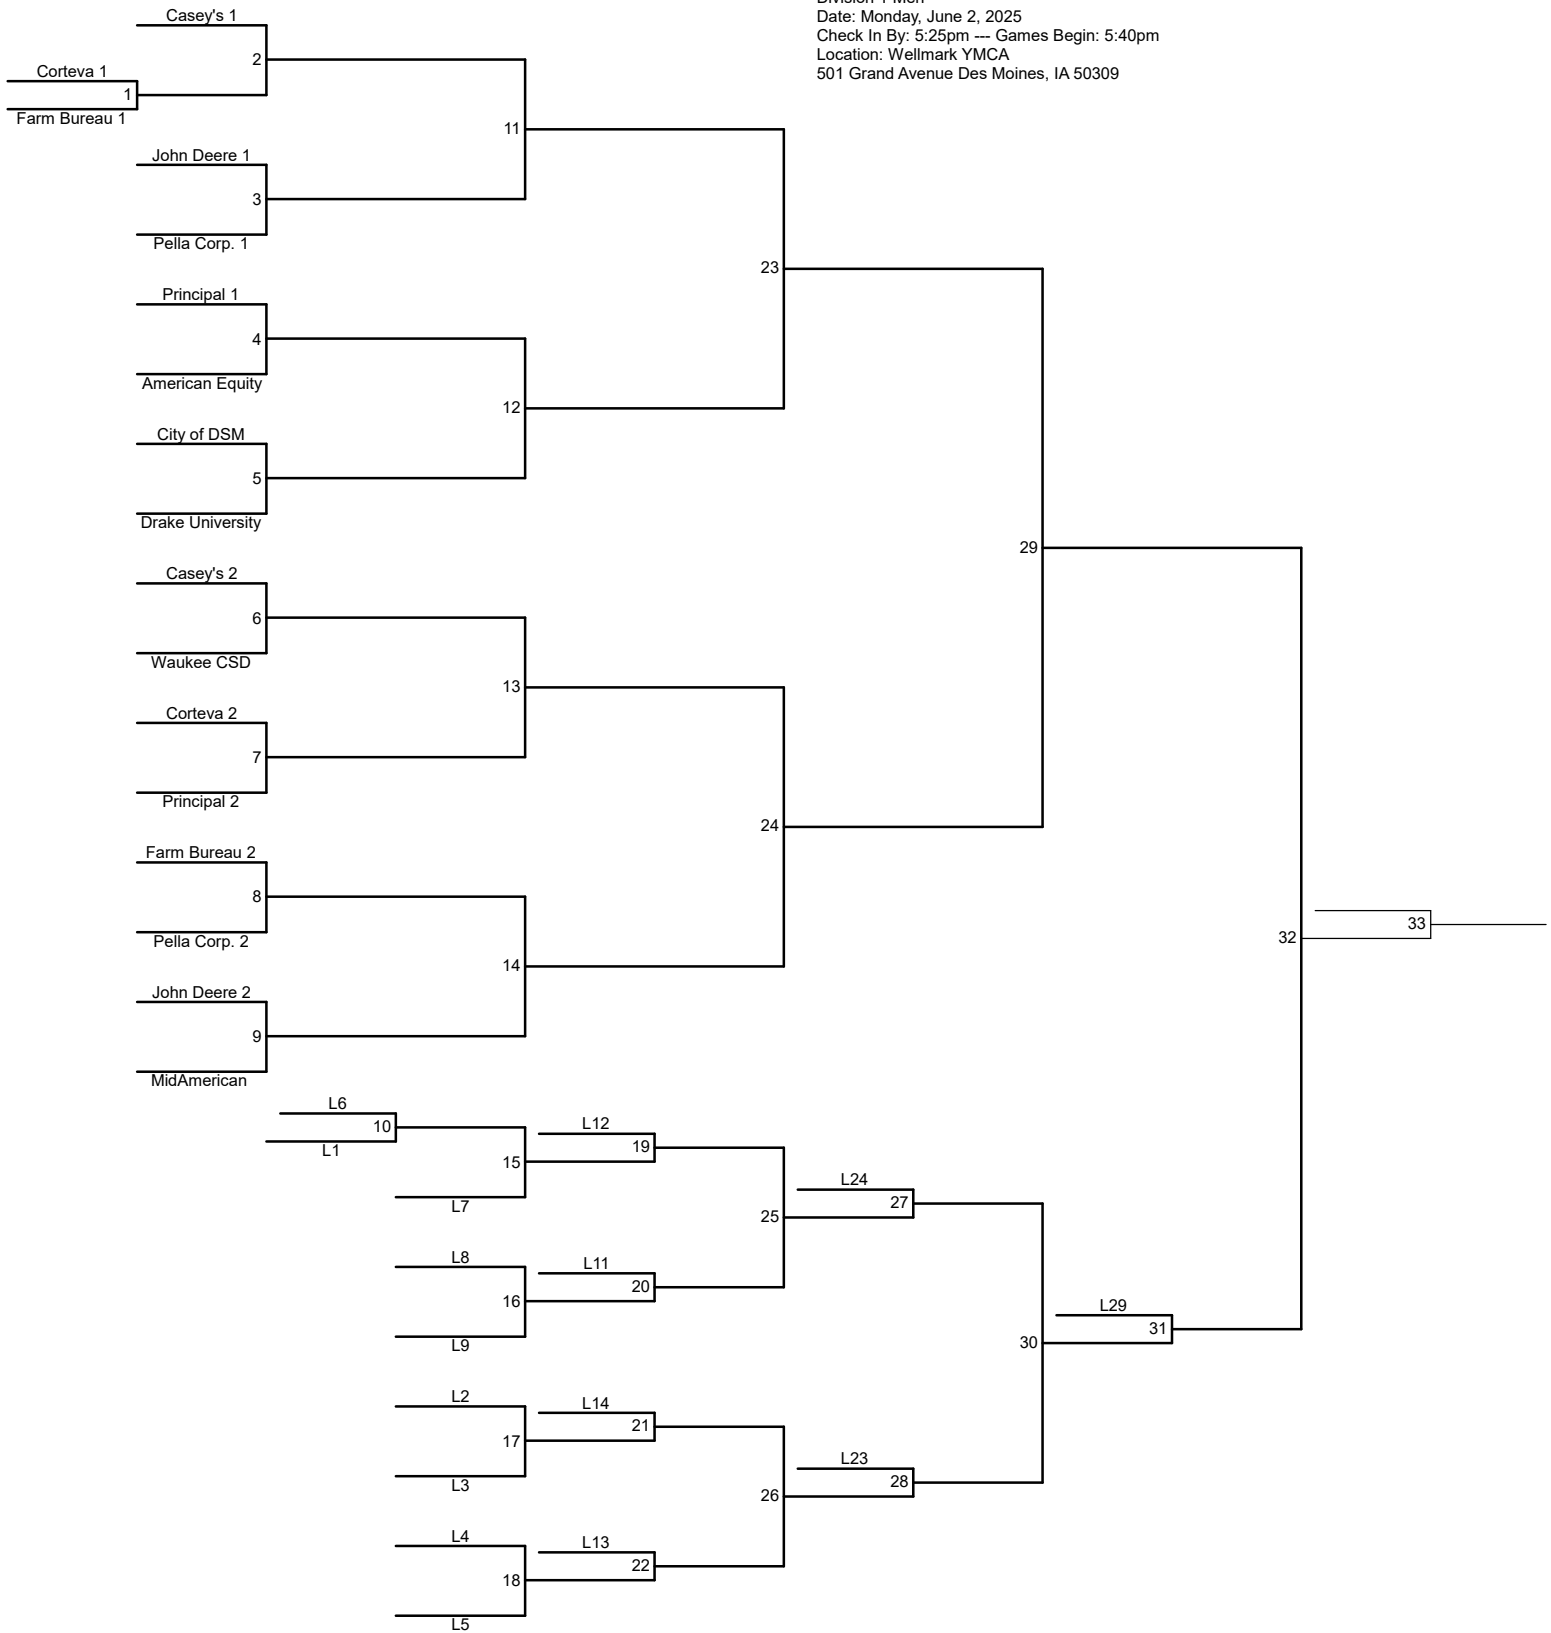 Division 1 Men
Date: Monday, June 2, 2025
Check In By: 5:25pm --- Games Begin: 5:40pm
Location: Wellmark YMCA
501 Grand Avenue Des Moines, IA 50309
Casey's 1
2
Corteva 1
1
Farm Bureau 1
11
John Deere 1
3
Pella Corp. 1
23
Principal 1
4
American Equity
12
City of DSM
5
Drake University
29
Casey's 2
6
Waukee CSD
13
Corteva 2
7
Principal 2
24
Farm Bureau 2
8
Pella Corp. 2
14
33
32
John Deere 2
9
MidAmerican
L6
10
L1
L12
19
15
L7
L24
27
25
L8
L11
20
16
L9
L29
31
30
L2
L14
21
17
L3
L23
28
26
L4
L13
22
18
L5